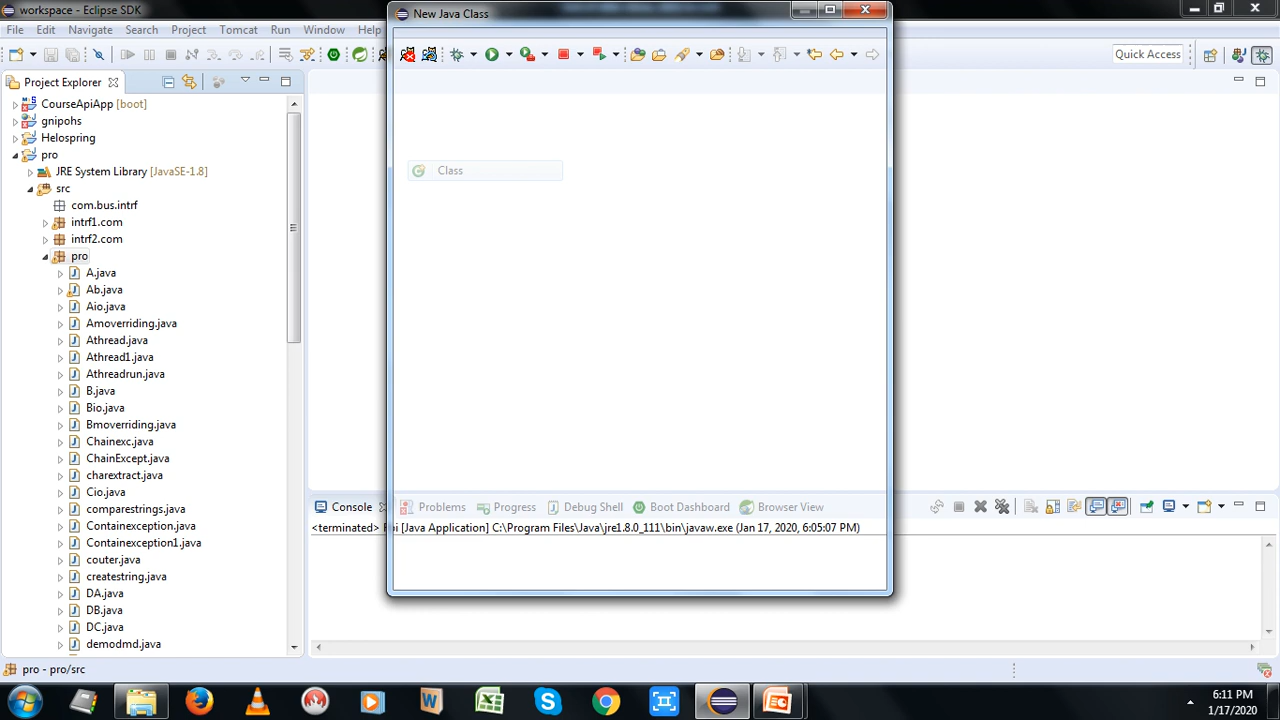 workspace - Eclipse SDK
New Java Class
File Edit Navigate Search Project Tomcat Run Window Help
Quick Access
Project Explorer
CourseApiApp [boot]
gnipohs
Helospring
pro
JRE System Library [JavaSE-1.8]
Class
src
com.bus.intrf
intrf1.com
intrf2.com
pro
A.java
Ab.java
Aio.java
Amoverriding.java
Athread.java
Athread1.java
Athreadrun.java
B.java
Bio.java
Bmoverriding.java
Chainexc.java
ChainExcept.java
charextract.java
Cio.java
comparestrings.java
Containexception.java
Containexception1.java
couter.java
createstring.java
DA.java
DB.java
DC.java
demodmd.java
Console Problems Progress Debug Shell Boot Dashboard Browser View
<terminated> [Java Application] C:\Program Files\Java\jre1.8.0_111\bin\javaw.exe (Jan 17, 2020, 6:05:07 PM)
pro - pro/src
6:11 PM
1/17/2020